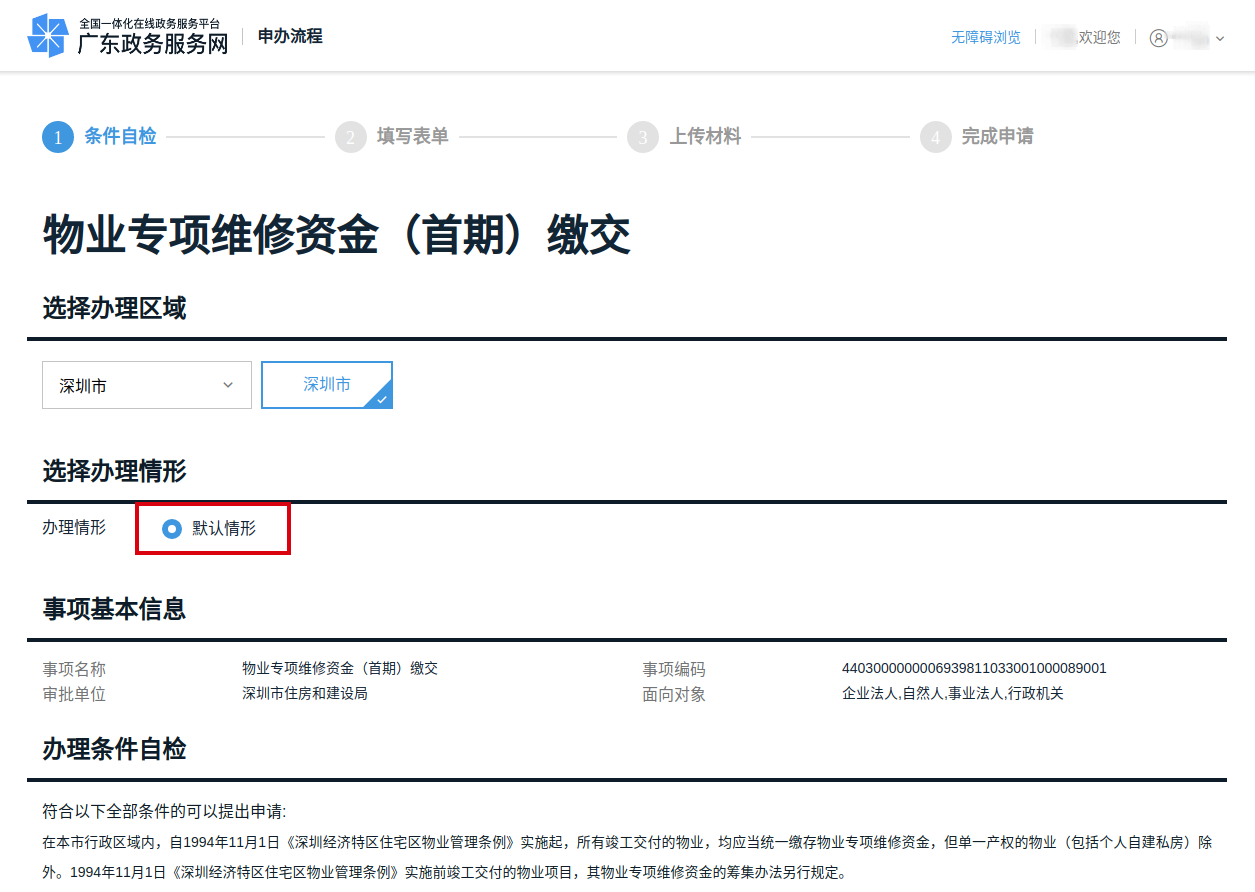 全国一体化在线政务服务平台
广东政务服务网
申办流程
无障碍浏览
,欢迎您
1 条件自检
2 填写表单
3 上传材料
4 完成申请
物业专项维修资金（首期）缴交
选择办理区域
深圳市
深圳市
选择办理情形
办理情形
默认情形
事项基本信息
事项名称 物业专项维修资金（首期）缴交 事项编码 440300000000693981103300100​0089001
审批单位 深圳市住房和建设局 面向对象 企业法人,自然人,事业法人,行政机关
办理条件自检
符合以下全部条件的可以提出申请:
在本市行政区域内，自1994年11月1日《深圳经济特区住宅区物业管理条例》实施起，所有竣工交付的物业，均应当统一缴存物业专项维修资金，但单一产权的物业（包括个人自建私房）除
外。1994年11月1日《深圳经济特区住宅区物业管理条例》实施前竣工交付的物业项目，其物业专项维修资金的筹集办法另行规定。